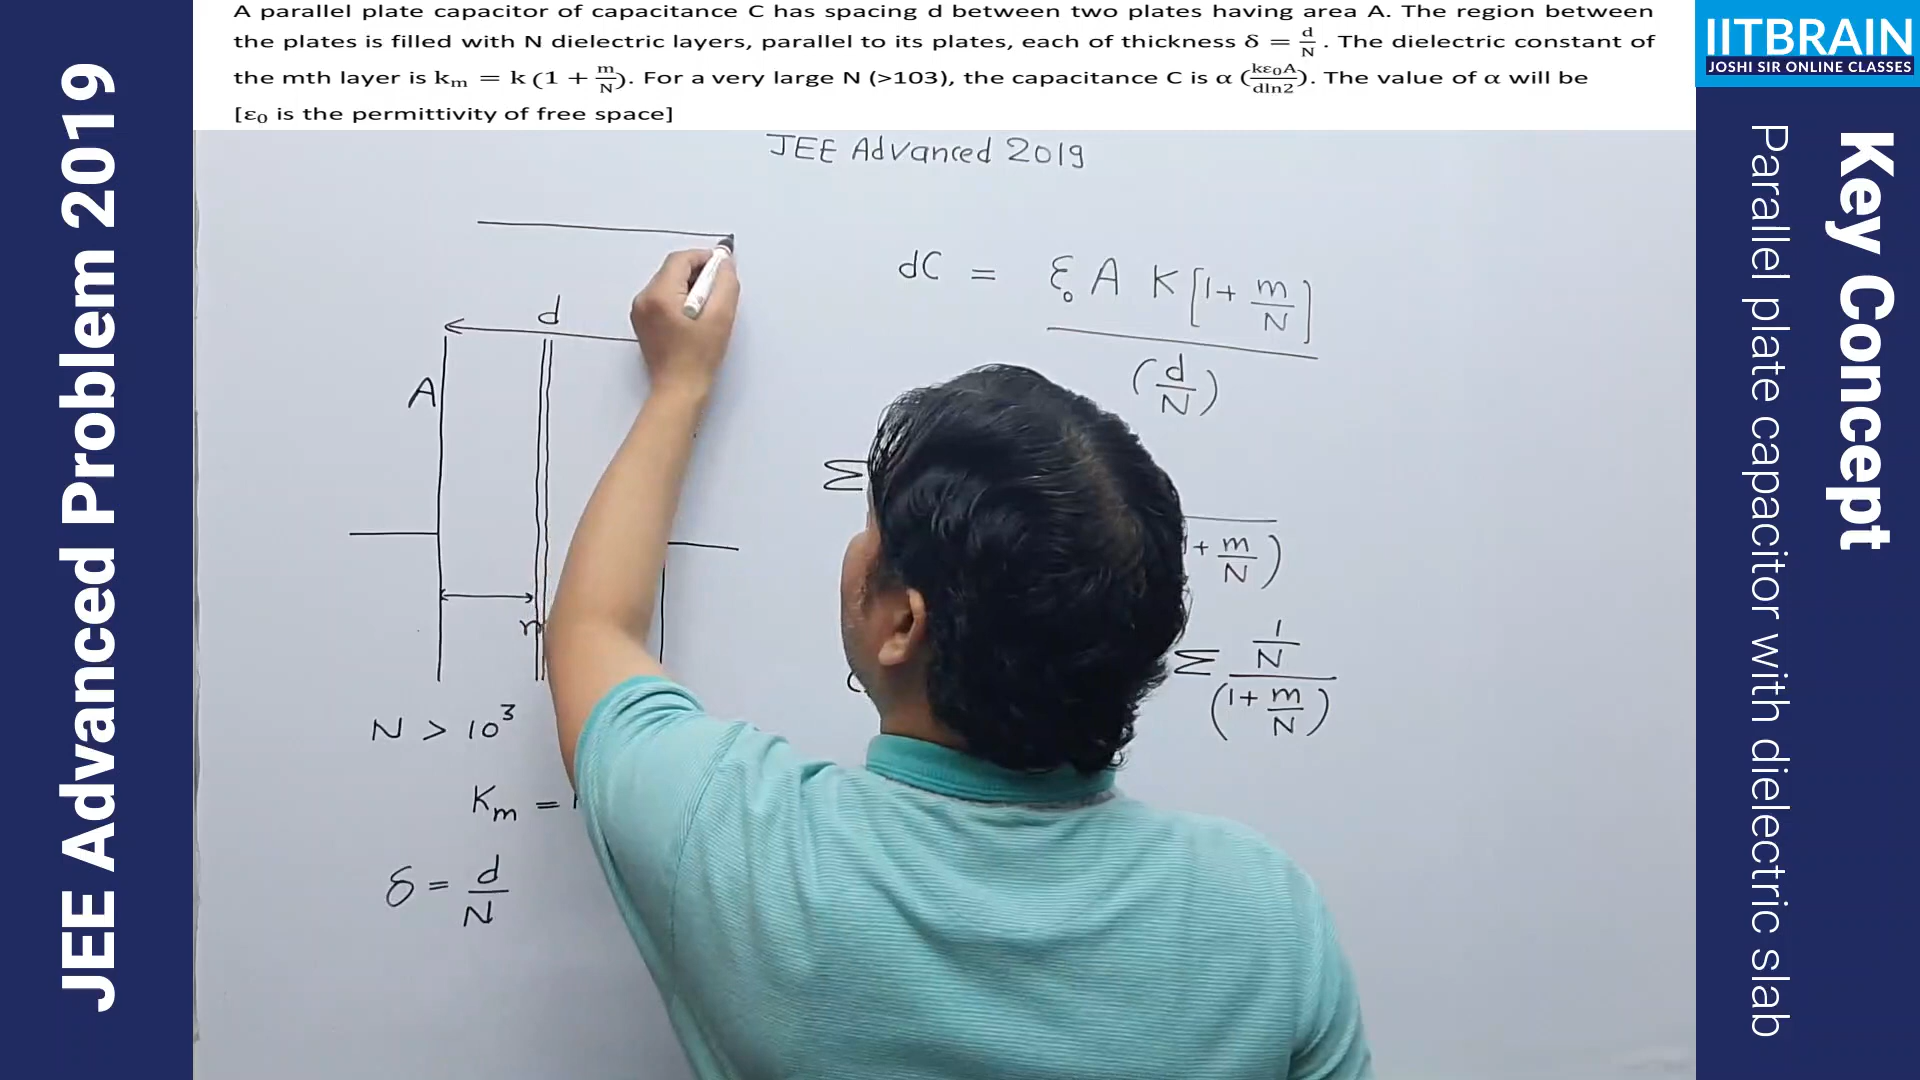 A parallel plate capacitor of capacitance C has spacing d between two plates having area A. The region between
the plates is filled with N dielectric layers, parallel to its plates, each of thickness δ = d/N . The dielectric constant of
the mth layer is kₘ = k (1 + m/N). For a very large N (>103), the capacitance C is α (kε₀A/dln2). The value of α will be
[ε₀ is the permittivity of free space]
IITBRAIN
JOSHI SIR ONLINE CLASSES
JEE Advanced Problem 2019
Key Concept
Parallel plate capacitor with dielectric slab
JEE Advanced 2019
dC = ε₀ A K [1 + m/N]
(d/N)
d
A
Σ
1 + m/N )
Σ 1/N
(1 + m/N)
N > 10³
Kₘ =
δ = d/N